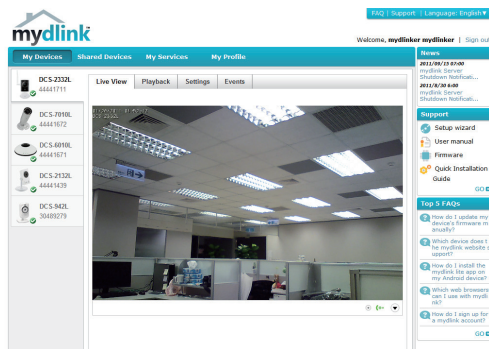 FAQ | Support | Language: English
mydlink
Welcome, mydlinker mydlinker | Sign out
My Devices
Shared Devices
My Services
My Profile
DCS-2332L
44441711
DCS-7010L
44441672
DCS-6010L
44441671
DCS-2132L
44441439
DCS-942L
30489279
Live View
Playback
Settings
Events
News
2011/09/15 07:00
mydlink Server
Shutdown Notificati...
2011/8/30 6:00
mydlink Server
Shutdown Notificati...
Support
Setup wizard
User manual
Firmware
Quick Installation
Guide
GO
Top 5 FAQs
How do I update my
device's firmware m
anually?
Which device does t
he mydlink website s
upport?
How do I install the
mydlink lite app on
my Android device?
Which web browsers
can I use with mydli
nk?
How do I sign up for
a mydlink account?
GO